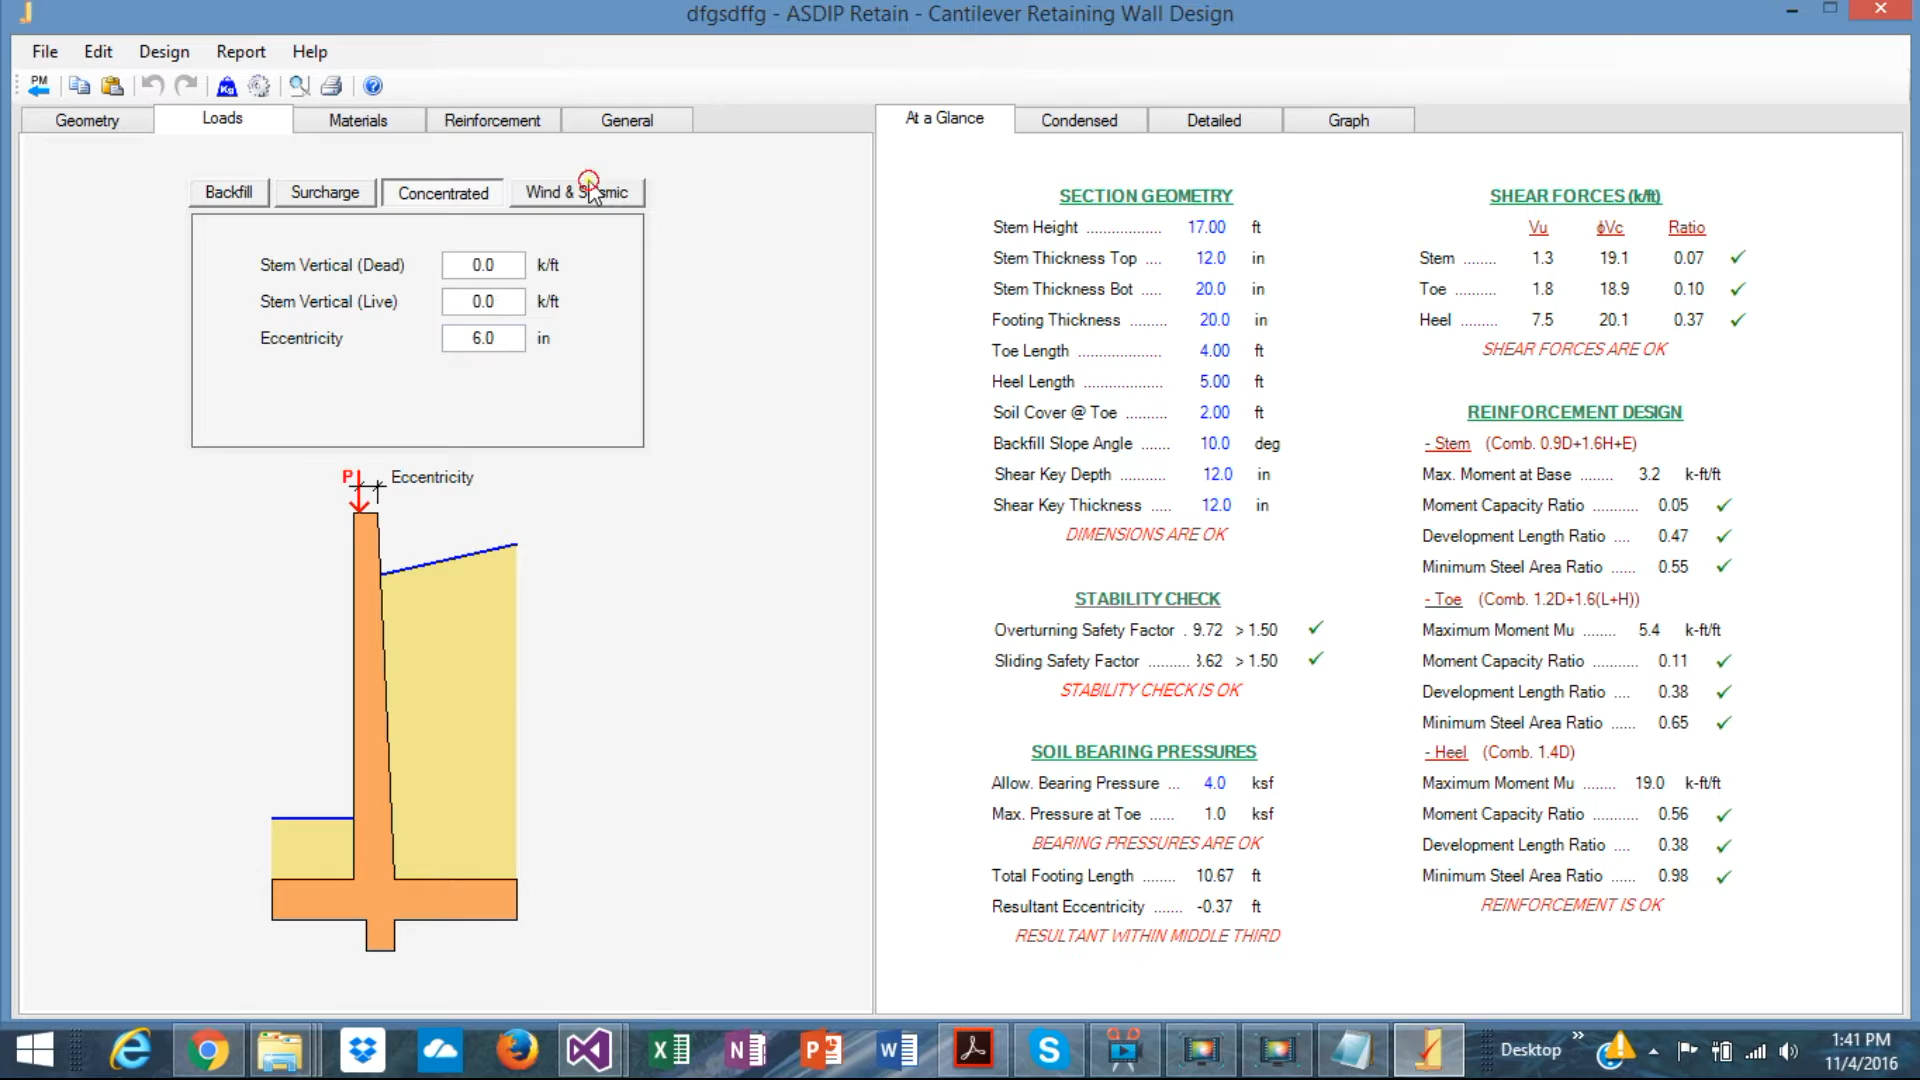 dfgsdffg - ASDIP Retain - Cantilever Retaining Wall Design
File Edit Design Report Help
PM Kg
Geometry Loads Materials Reinforcement General
Backfill Surcharge Concentrated Wind &
Stem Vertical (Dead) 0.0 k/ft
Stem Vertical (Live) 0.0 k/ft
Eccentricity 6.0 in
P Eccentricity
At a Glance Condensed Detailed Graph
SECTION GEOMETRY
Stem Height .................. 17.00 ft
Stem Thickness Top .... 12.0 in
Stem Thickness Bot ..... 20.0 in
Footing Thickness ......... 20.0 in
Toe Length .................... 4.00 ft
Heel Length ................... 5.00 ft
Soil Cover @ Toe .......... 2.00 ft
Backfill Slope Angle ....... 10.0 deg
Shear Key Depth ........... 12.0 in
Shear Key Thickness ..... 12.0 in
DIMENSIONS ARE OK
STABILITY CHECK
Overturning Safety Factor . 9.72 > 1.50 ✓
Sliding Safety Factor ......... .62 > 1.50 ✓
STABILITY CHECK IS OK
SOIL BEARING PRESSURES
Allow. Bearing Pressure ... 4.0 ksf
Max. Pressure at Toe ...... 1.0 ksf
BEARING PRESSURES ARE OK
Total Footing Length ........ 10.67 ft
Resultant Eccentricity ....... -0.37 ft
RESULTANT WITHIN MIDDLE THIRD
SHEAR FORCES (k/ft)
Vu ϕVc Ratio
Stem ........ 1.3 19.1 0.07 ✓
Toe .......... 1.8 18.9 0.10 ✓
Heel ......... 7.5 20.1 0.37 ✓
SHEAR FORCES ARE OK
REINFORCEMENT DESIGN
- Stem (Comb. 0.9D+1.6H+E)
Max. Moment at Base ........ 3.2 k-ft/ft
Moment Capacity Ratio ........... 0.05 ✓
Development Length Ratio .... 0.47 ✓
Minimum Steel Area Ratio ...... 0.55 ✓
- Toe (Comb. 1.2D+1.6(L+H))
Maximum Moment Mu ........ 5.4 k-ft/ft
Moment Capacity Ratio ........... 0.11 ✓
Development Length Ratio .... 0.38 ✓
Minimum Steel Area Ratio ...... 0.65 ✓
- Heel (Comb. 1.4D)
Maximum Moment Mu ........ 19.0 k-ft/ft
Moment Capacity Ratio ........... 0.56 ✓
Development Length Ratio .... 0.38 ✓
Minimum Steel Area Ratio ...... 0.98 ✓
REINFORCEMENT IS OK
Desktop
1:41 PM
11/4/2016